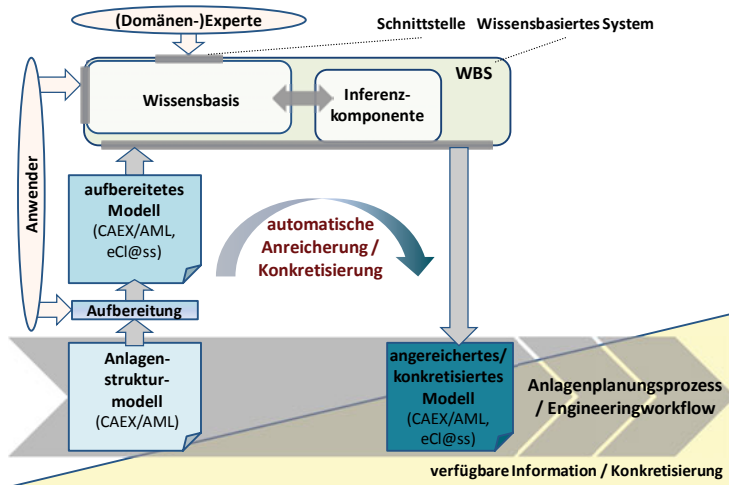 (Domänen-)Experte
Schnittstelle
Wissensbasiertes System
WBS
Wissensbasis
Inferenz-
komponente
Anwender
aufbereitetes
Modell
(CAEX/AML,
eCl@ss)
automatische
Anreicherung /
Konkretisierung
Aufbereitung
Anlagen-
struktur-
modell
(CAEX/AML)
angereichertes/
konkretisiertes
Modell
(CAEX/AML,
eCl@ss)
Anlagenplanungsprozess
/ Engineeringworkflow
verfügbare Information / Konkretisierung